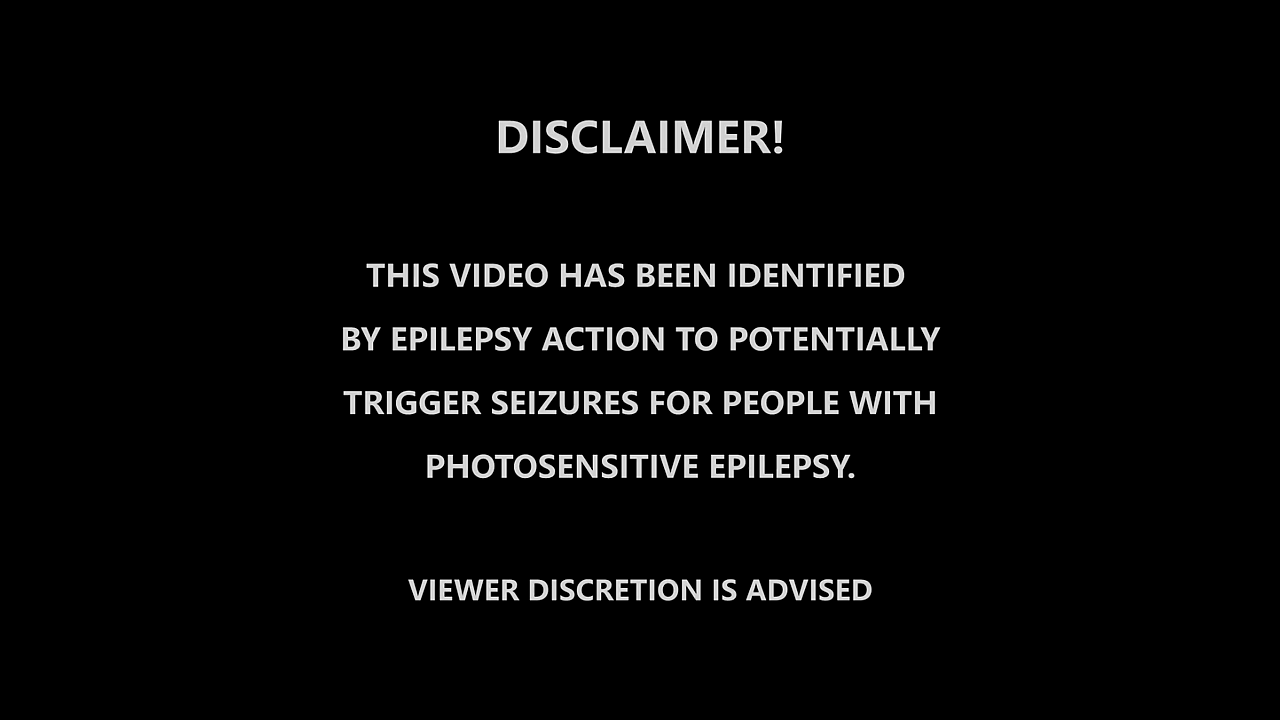 DISCLAIMER!
THIS VIDEO HAS BEEN IDENTIFIED
BY EPILEPSY ACTION TO POTENTIALLY
TRIGGER SEIZURES FOR PEOPLE WITH
PHOTOSENSITIVE EPILEPSY.
VIEWER DISCRETION IS ADVISED